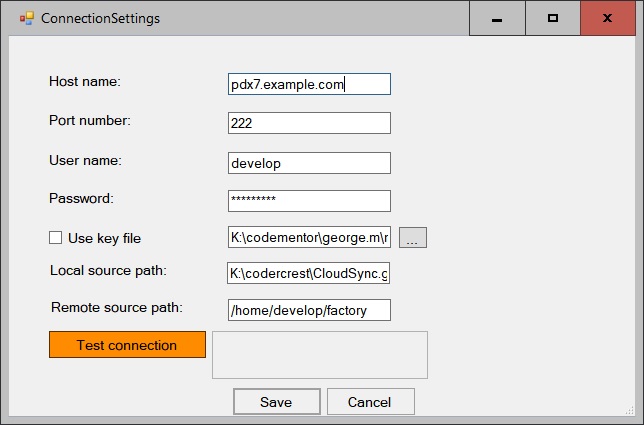 ConnectionSettings
Host name: pdx7.example.com
Port number: 222
User name: develop
Password: *********
Use key file K:\codementor\george.m\r ...
Local source path: K:\codercrest\CloudSync.g
Remote source path: /home/develop/factory
Test connection
Save Cancel